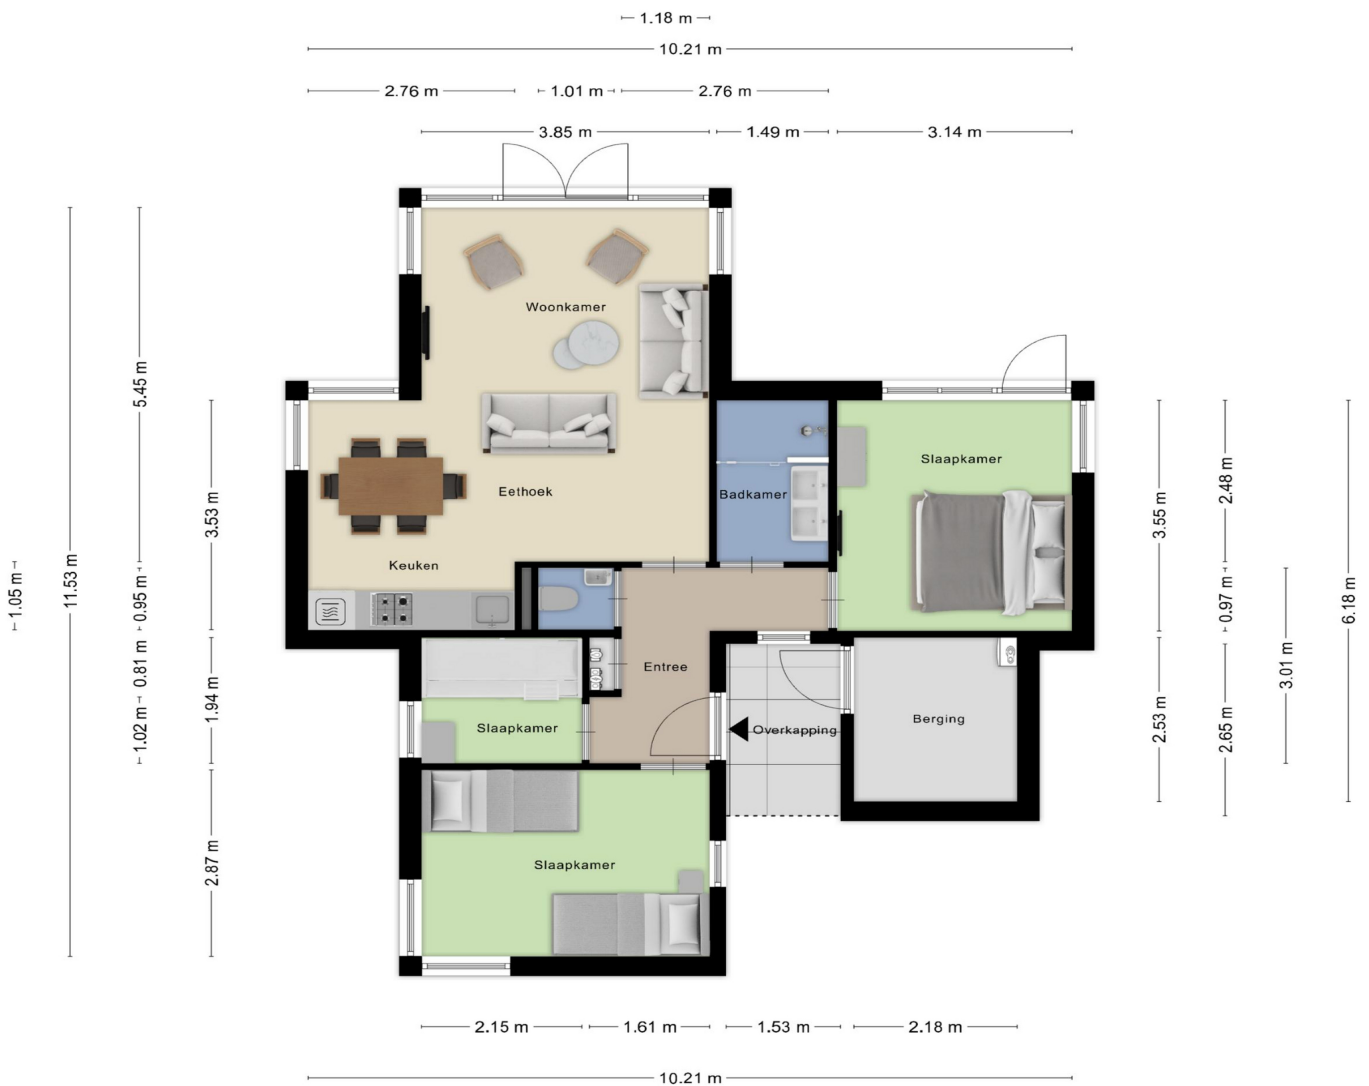 1.18 m
10.21 m
2.76 m
1.01 m
2.76 m
3.85 m
1.49 m
3.14 m
1.05 m
11.53 m
5.45 m
0.95 m
0.81 m
1.02 m
3.53 m
1.94 m
2.87 m
Woonkamer
Eethoek
Keuken
Badkamer
Slaapkamer
Entree
Slaapkamer
Overkapping
Berging
Slaapkamer
3.55 m
2.53 m
2.48 m
0.97 m
2.65 m
3.01 m
6.18 m
2.15 m
1.61 m
1.53 m
2.18 m
10.21 m